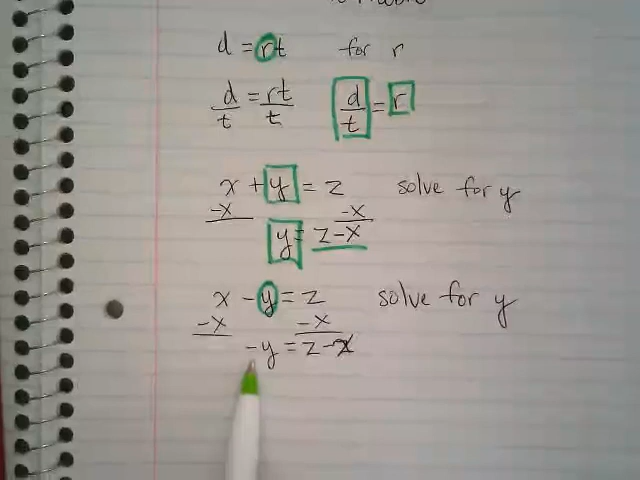 d = rt for r
d/t = rt/t d/t = r
x + y = z solve for y
-x -x
y = z - x
x - y = z solve for y
-x -x
-y = z - x